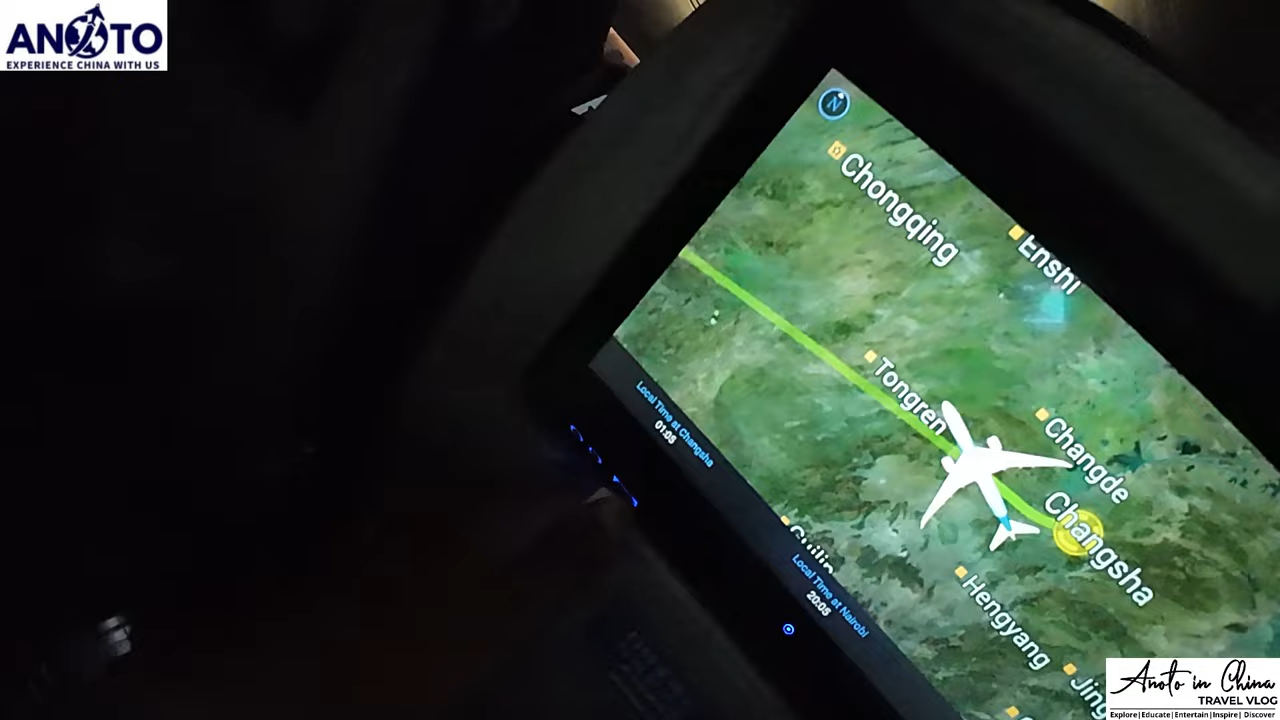 ANOTO
EXPERIENCE CHINA WITH US
N
Chongqing
Enshi
Tongren
Changde
Changsha
Local Time at Changsha
01:05
Guilin
Local Time at Nairobi
20:05
Hengyang
Anoto in China
TRAVEL VLOG
Explore|Educate|Entertain|Inspire| Discover